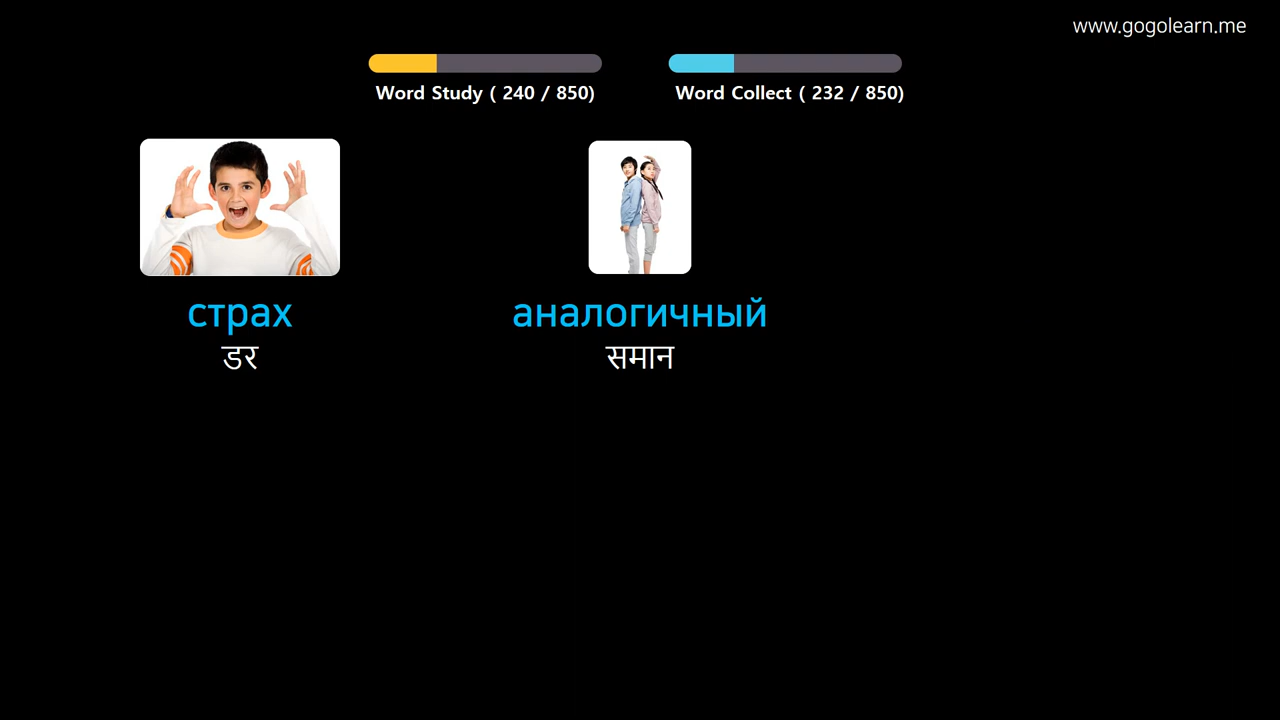 www.gogolearn.me
Word Study ( 240 / 850)
Word Collect ( 232 / 850)
страх
डर
аналогичный
समान